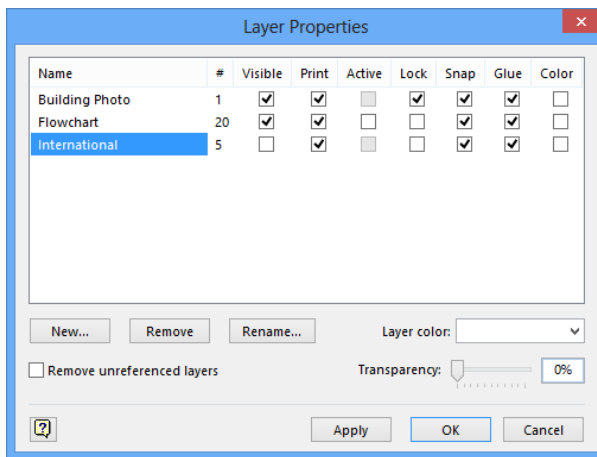 Layer Properties
Name # Visible Print Active Lock Snap Glue Color
Building Photo 1
Flowchart 20
International 5
New... Remove Rename... Layer color:
Remove unreferenced layers Transparency: 0%
Apply OK Cancel